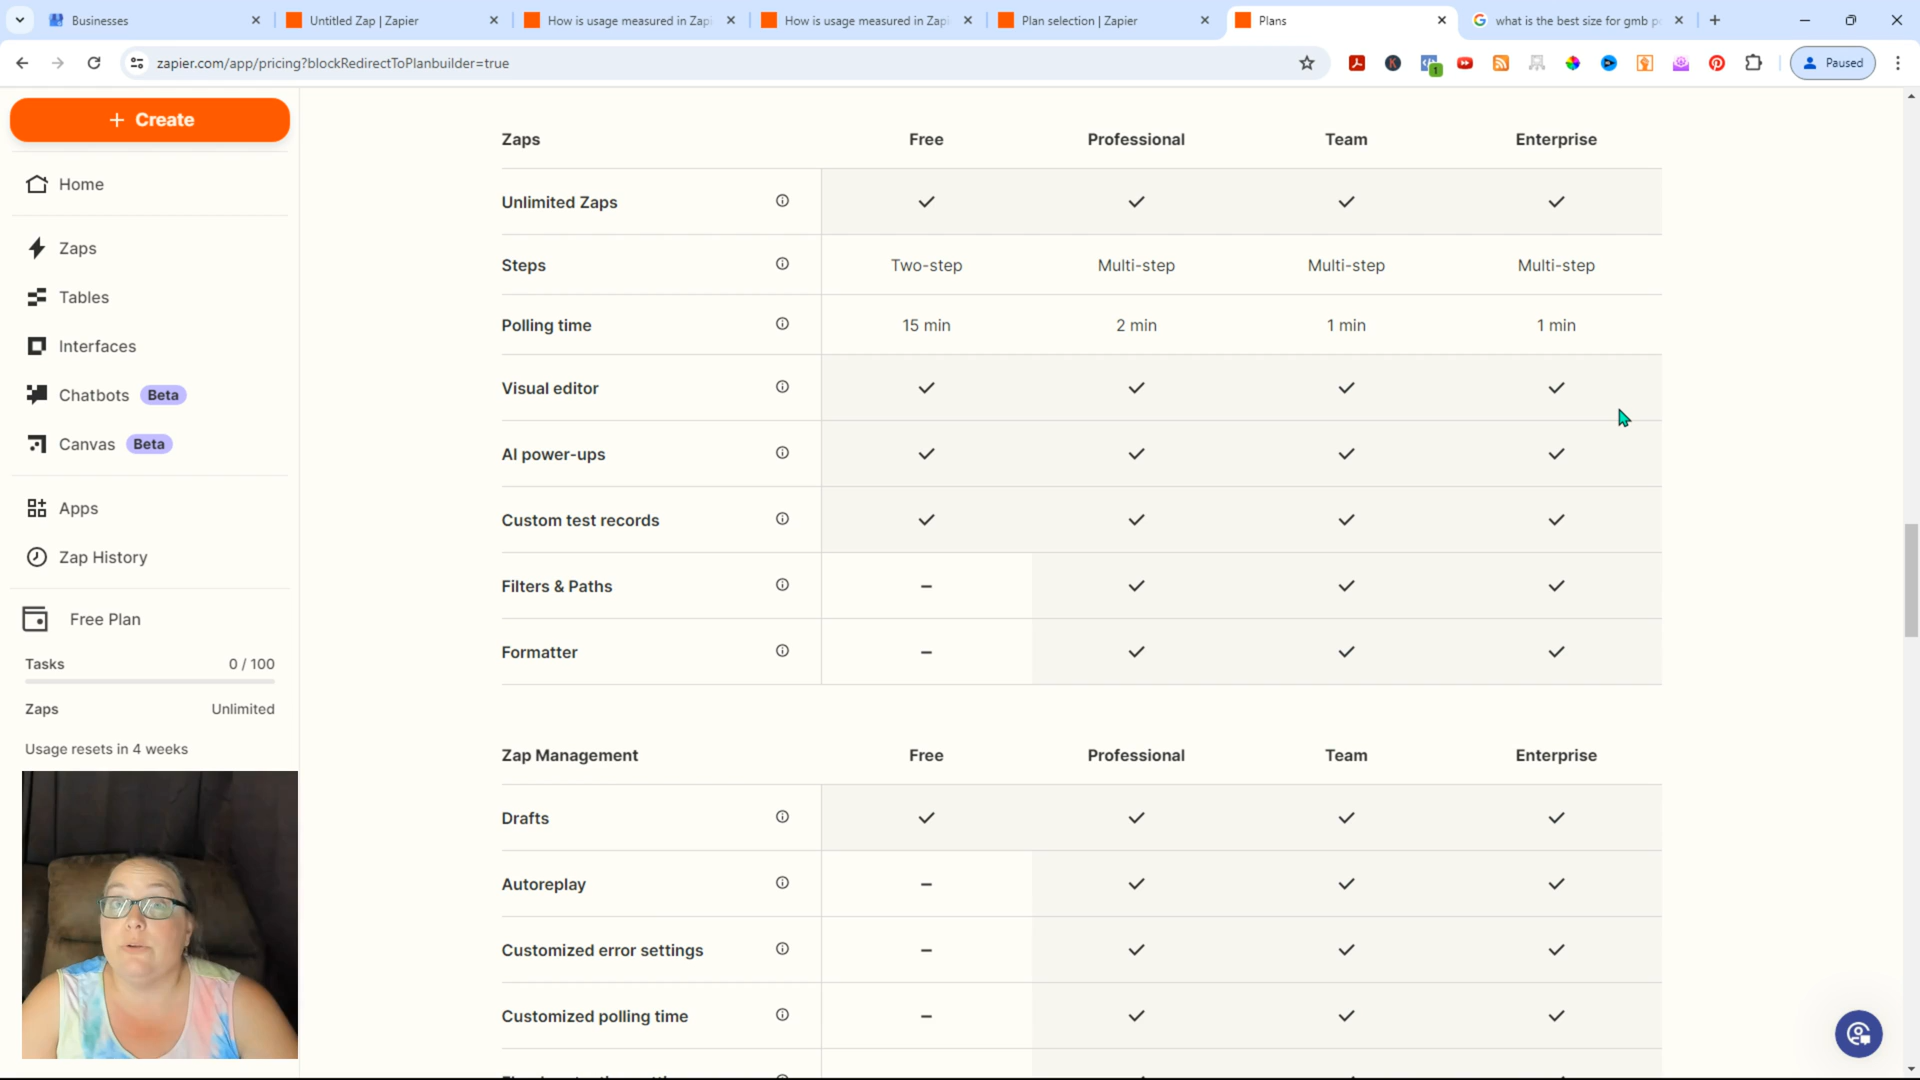 Businesses
Untitled Zap | Zapier
How is usage measured in Zap
How is usage measured in Zapi
Plan selection | Zapier
Plans
what is the best size for gmb p
zapier.com/app/pricing?blockRedirectToPlanbuilder=true
1
Paused
+ Create
Home
Zaps
Tables
Interfaces
Chatbots Beta
Canvas Beta
Apps
Zap History
Free Plan
Tasks 0 / 100
Zaps Unlimited
Usage resets in 4 weeks
Zaps Free Professional Team Enterprise
Unlimited Zaps
Steps Two-step Multi-step Multi-step Multi-step
Polling time 15 min 2 min 1 min 1 min
Visual editor
AI power-ups
Custom test records
Filters & Paths –
Formatter –
Zap Management Free Professional Team Enterprise
Drafts
Autoreplay –
Customized error settings –
Customized polling time –